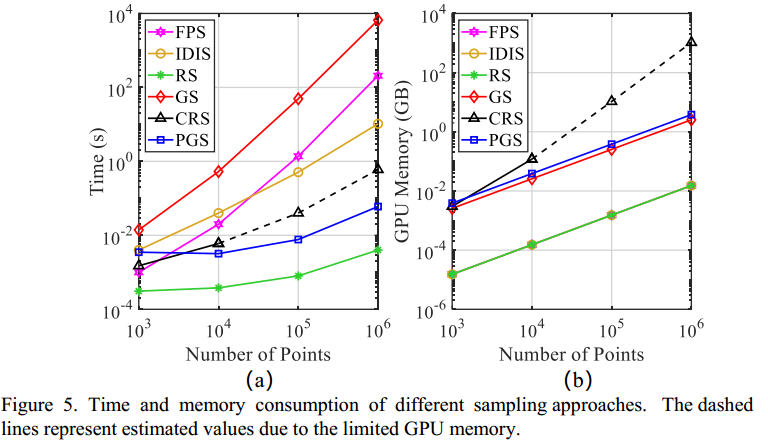 10^4
10^2
10^0
10^-2
10^-4
Time (s)
FPS
IDIS
RS
GS
CRS
PGS
10^3 10^4 10^5 10^6
Number of Points
(a)
10^4
10^2
10^0
10^-2
10^-4
10^-6
GPU Memory (GB)
FPS
IDIS
RS
GS
CRS
PGS
10^3 10^4 10^5 10^6
Number of Points
(b)
Figure 5. Time and memory consumption of different sampling approaches. The dashed
lines represent estimated values due to the limited GPU memory.